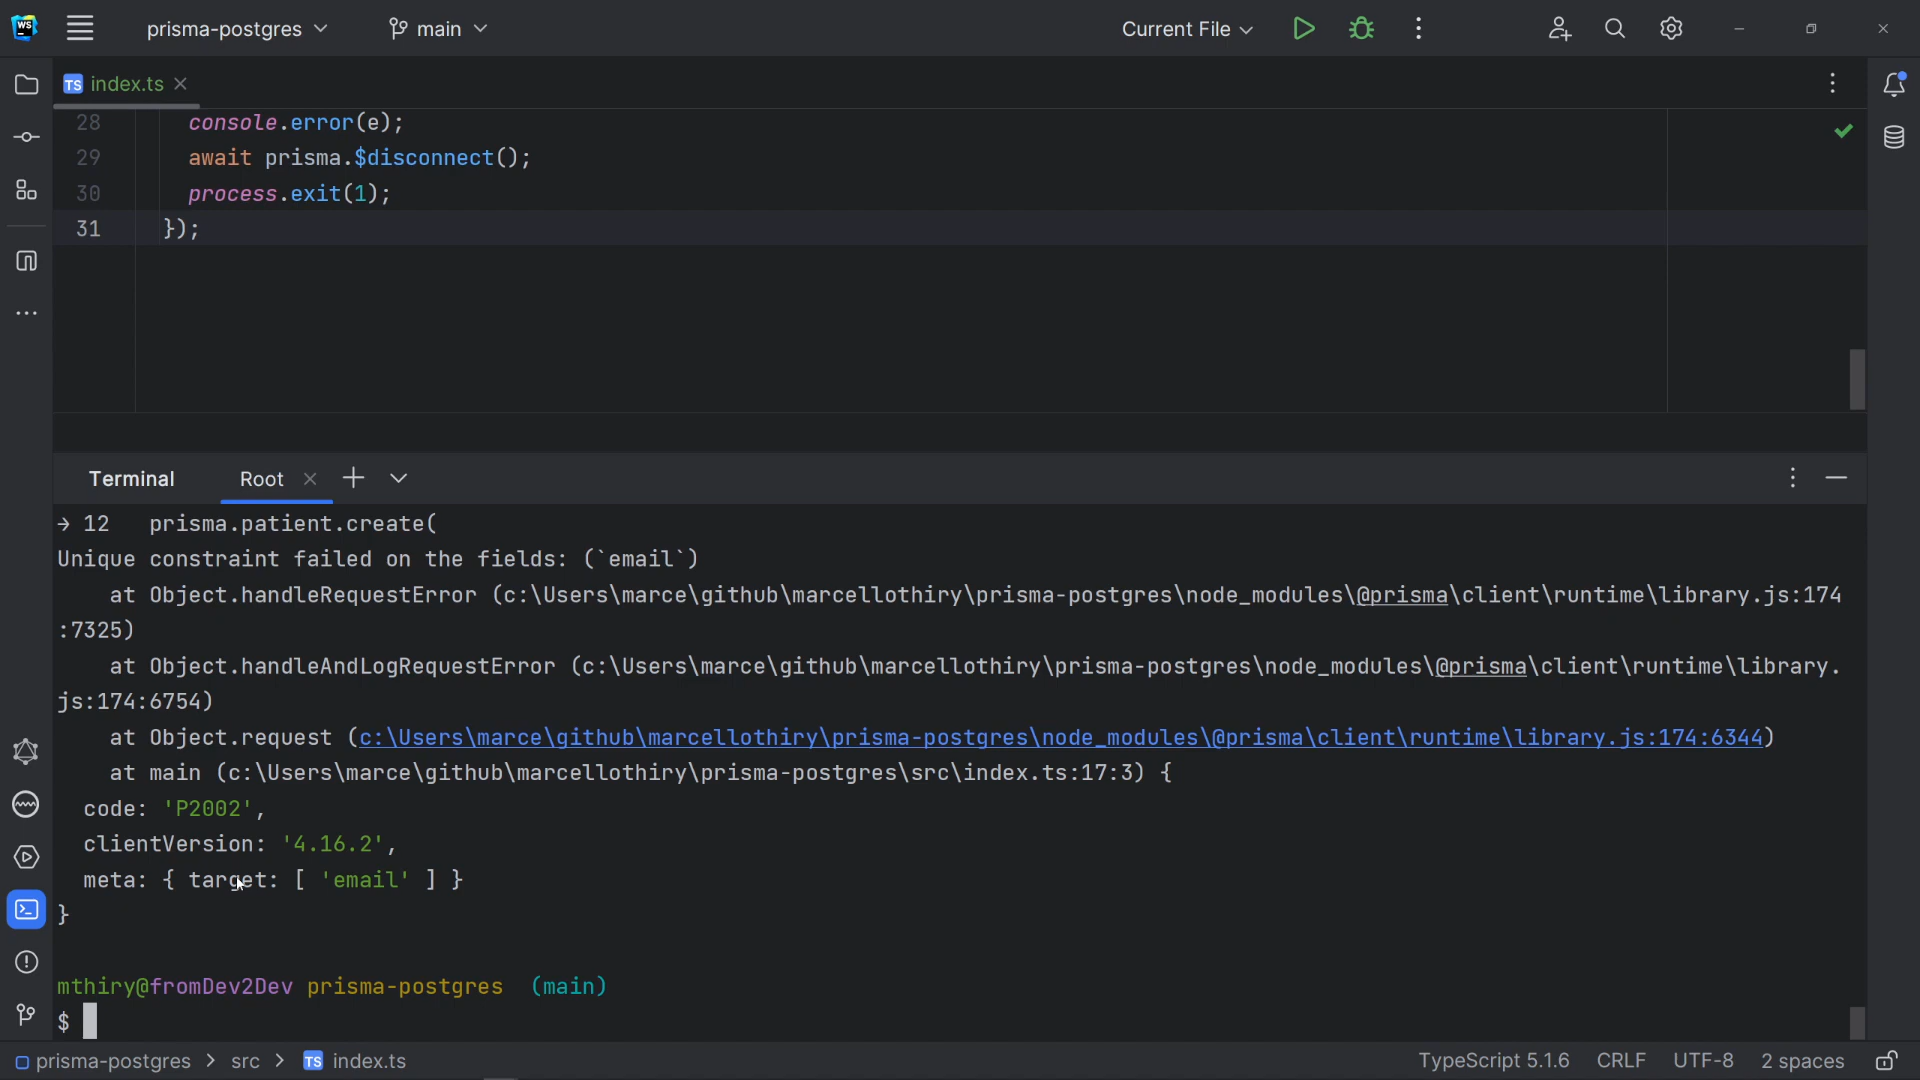 WS
prisma-postgres
main
Current File
TS index.ts
28 console.error(e);
29 await prisma.$disconnect();
30 process.exit(1);
31 });
Terminal
Root
→ 12 prisma.patient.create(
Unique constraint failed on the fields: (`email`)
at Object.handleRequestError (c:\Users\marce\github\marcellothiry\prisma-postgres\node_modules\@prisma\client\runtime\library.js:174
:7325)
at Object.handleAndLogRequestError (c:\Users\marce\github\marcellothiry\prisma-postgres\node_modules\@prisma\client\runtime\library.
js:174:6754)
at Object.request (c:\Users\marce\github\marcellothiry\prisma-postgres\node_modules\@prisma\client\runtime\library.js:174:6344)
at main (c:\Users\marce\github\marcellothiry\prisma-postgres\src\index.ts:17:3) {
code: 'P2002',
clientVersion: '4.16.2',
meta: { target: [ 'email' ] }
}
mthiry@fromDev2Dev prisma-postgres (main)
$
prisma-postgres > src > TS index.ts
TypeScript 5.1.6 CRLF UTF-8 2 spaces